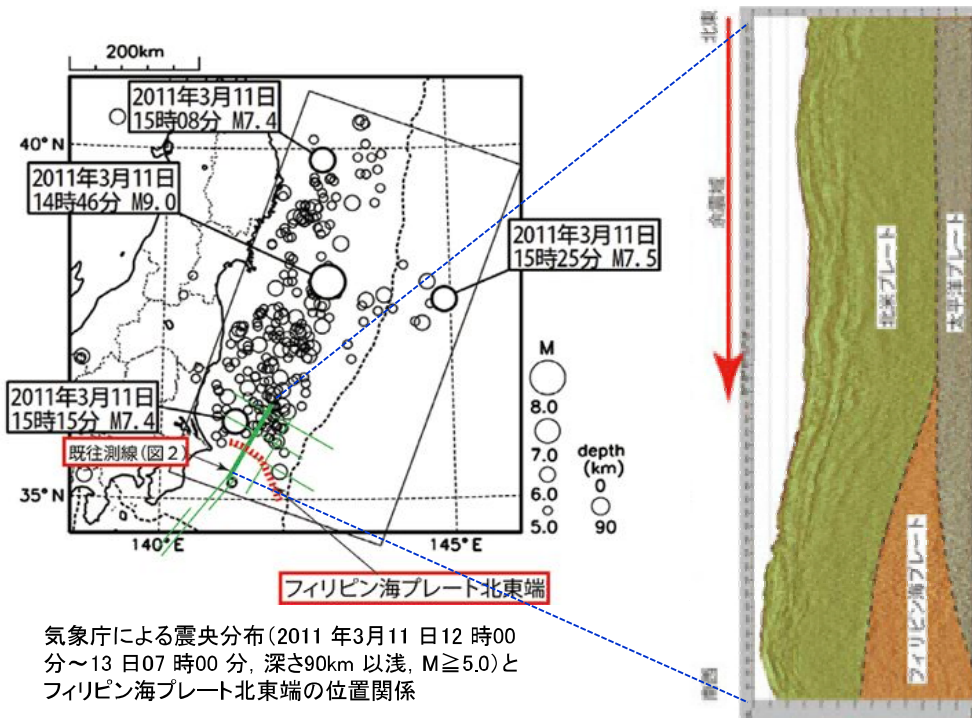 200km
2011年3月11日
15時08分 M7.4
40°N
2011年3月11日
14時46分 M9.0
2011年3月11日
15時25分 M7.5
2011年3月11日
15時15分 M7.4
既往測線(図2)
35°N
140°E
145°E
M
8.0
7.0
6.0
5.0
depth
(km)
0
90
フィリピン海プレート北東端
気象庁による震央分布(2011 年3月11 日12 時00
分～13 日07 時00 分, 深さ90km 以浅, M≧5.0)と
フィリピン海プレート北東端の位置関係
北東
余震域
北米プレート
太平洋プレート
フィリピン海プレート
南西